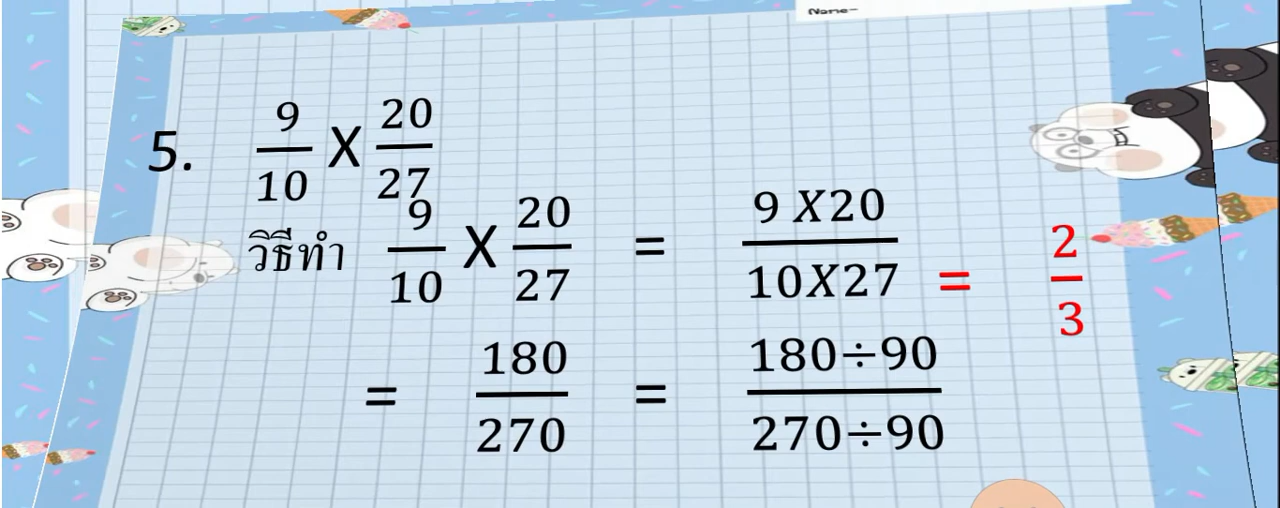 Name-
5. 9/10 X 20/27
วิธีทำ 9/10 X 20/27 = 9 X20/10X27 = 2/3
= 180/270 = 180÷90/270÷90